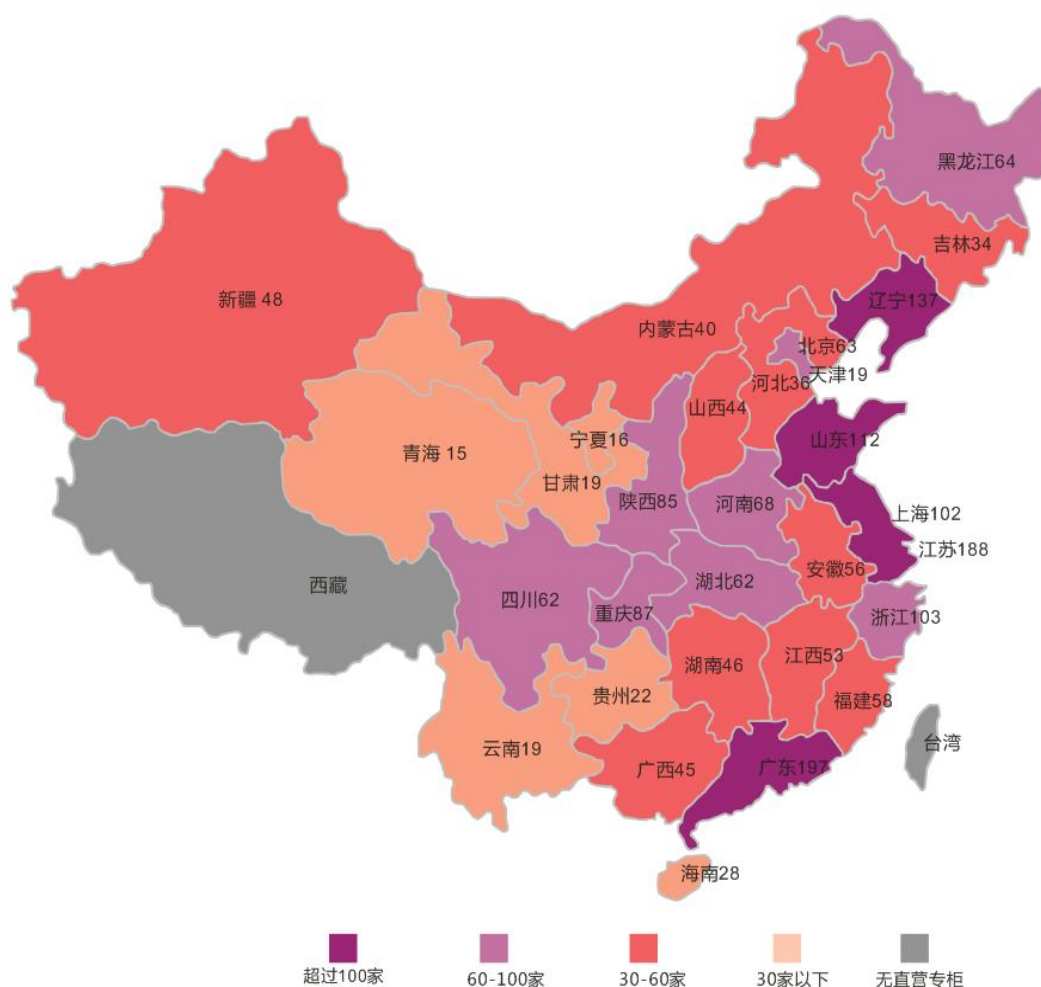 黑龙江64
吉林34
辽宁137
新疆 48
内蒙古40
北京63
天津19
河北36
山西44
山东112
宁夏16
青海 15
甘肃19
陕西85
河南68
上海102
江苏188
安徽56
西藏
四川62
湖北62
重庆87
浙江103
湖南46
江西53
贵州22
福建58
云南19
广西45
广东197
台湾
海南28
超过100家
60-100家
30-60家
30家以下
无直营专柜